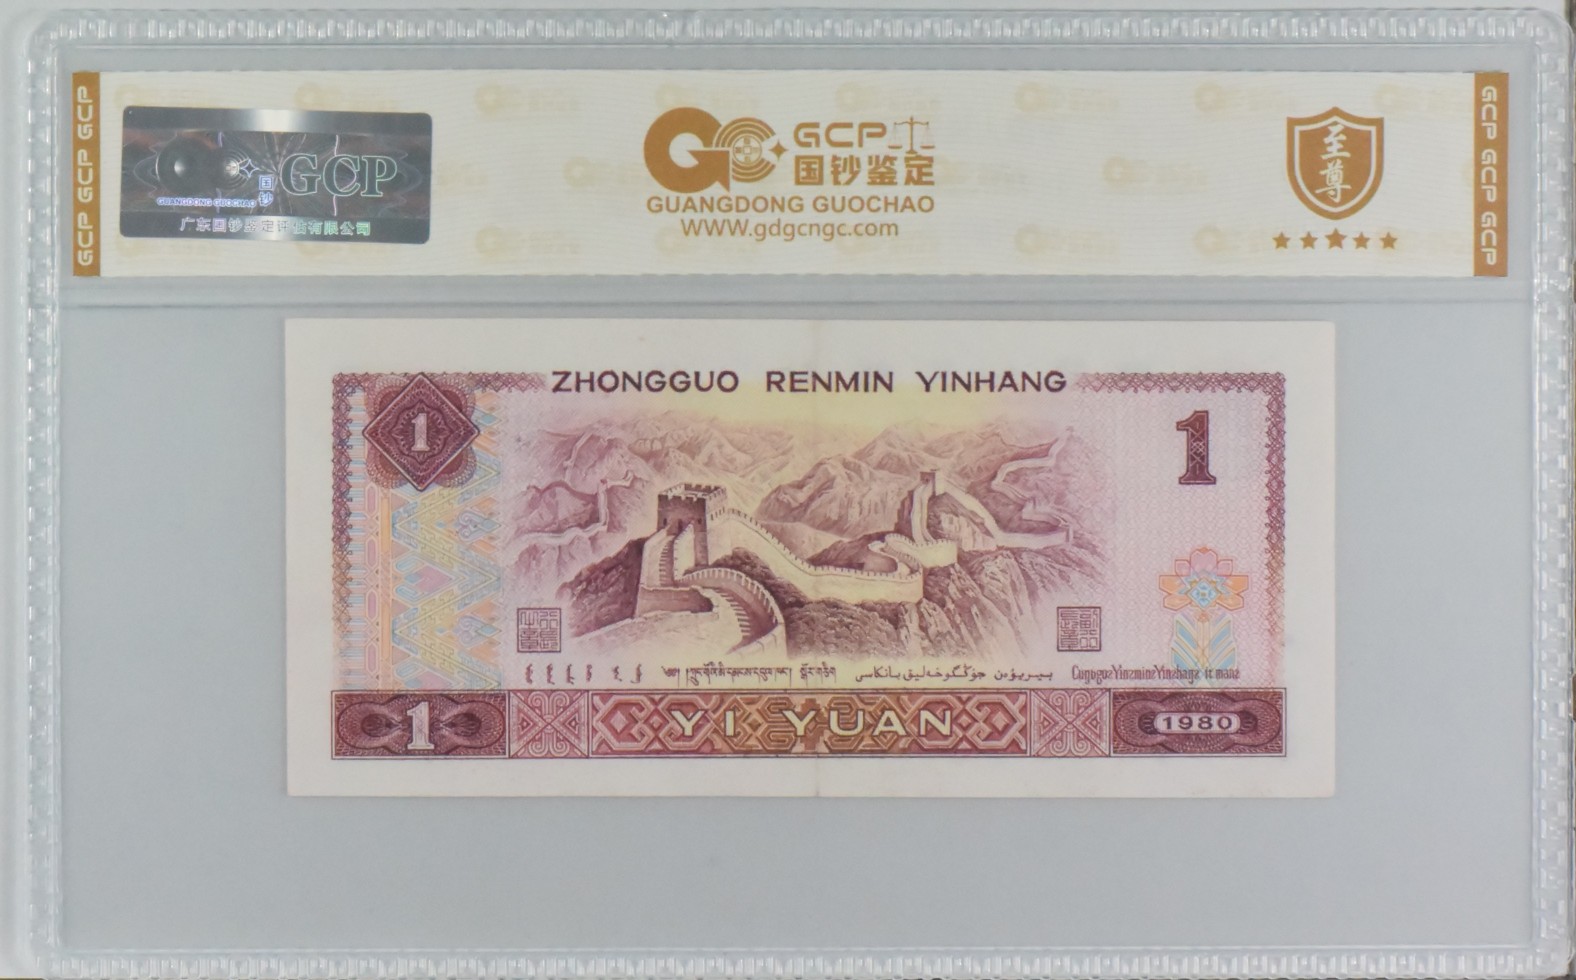 GCP GCP GCP
GCP
GUANGDONG GUOCHAO
国钞
广东国钞鉴定评估有限公司
GCP
国钞鉴定
GUANGDONG GUOCHAO
WWW.gdgcngc.com
至尊
GCP GCP GCP
ZHONGGUO RENMIN YINHANG
1
1
1
YI YUAN
1980